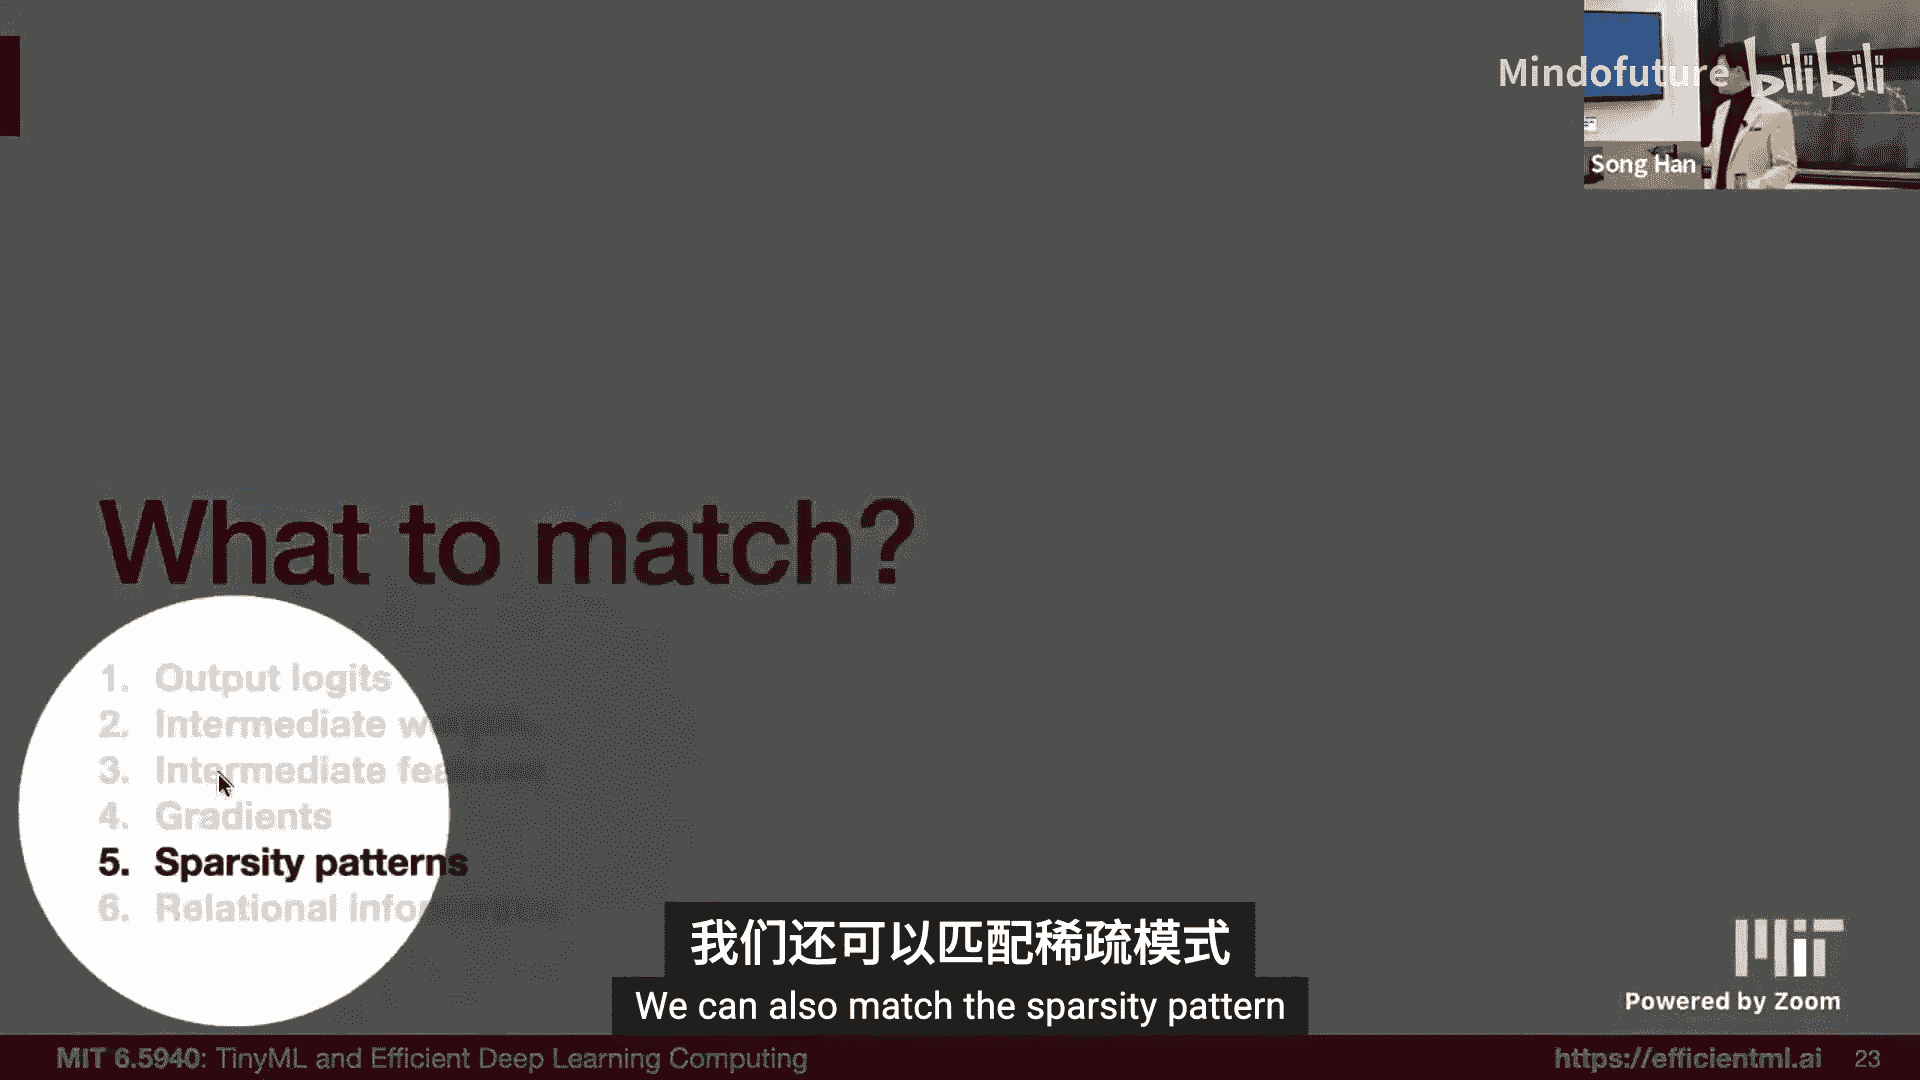 Mindofuture bilibili
Song Han
What to match?
1. Output logits
2. Intermediate
3. Intermediate
4. Gradients
5. Sparsity patterns
6. Relational
我们还可以匹配稀疏模式
We can also match the sparsity pattern
MIT
Powered by Zoom
MIT 6.5940: TinyML and Efficient Deep Learning Computing
https://efficientml.ai 23